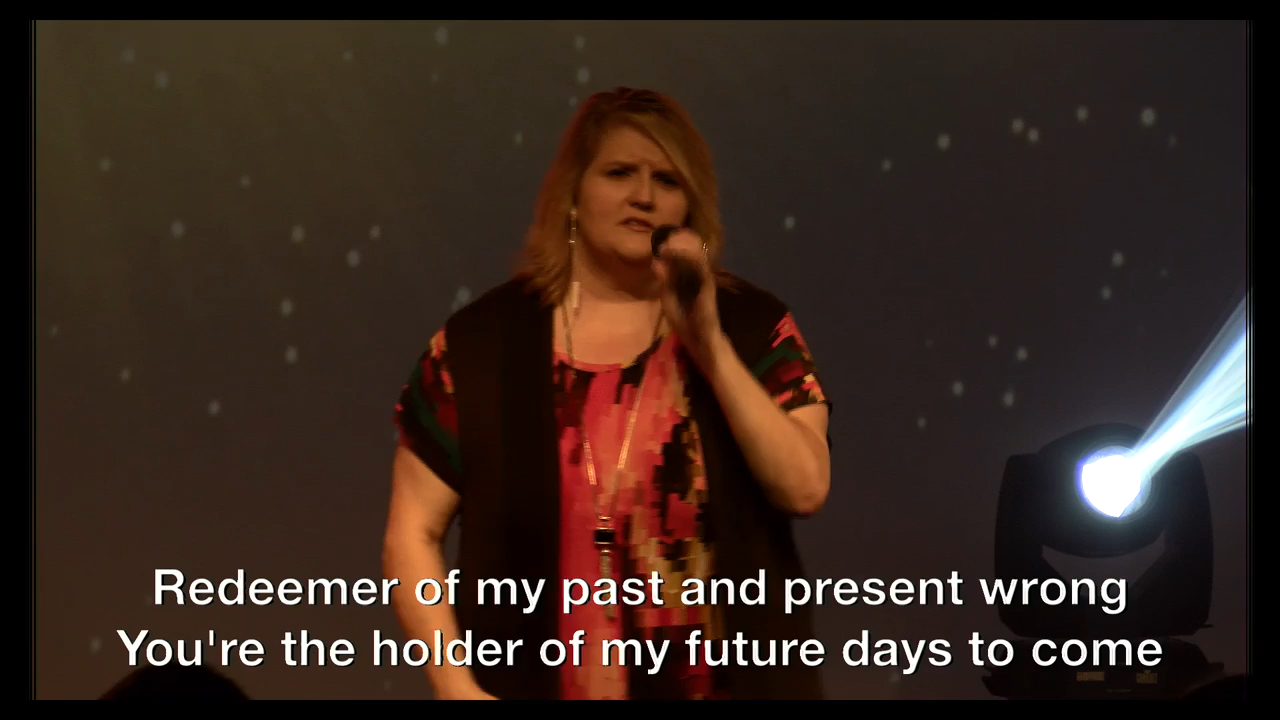 Redeemer of my past and present wrong
You're the holder of my future days to come